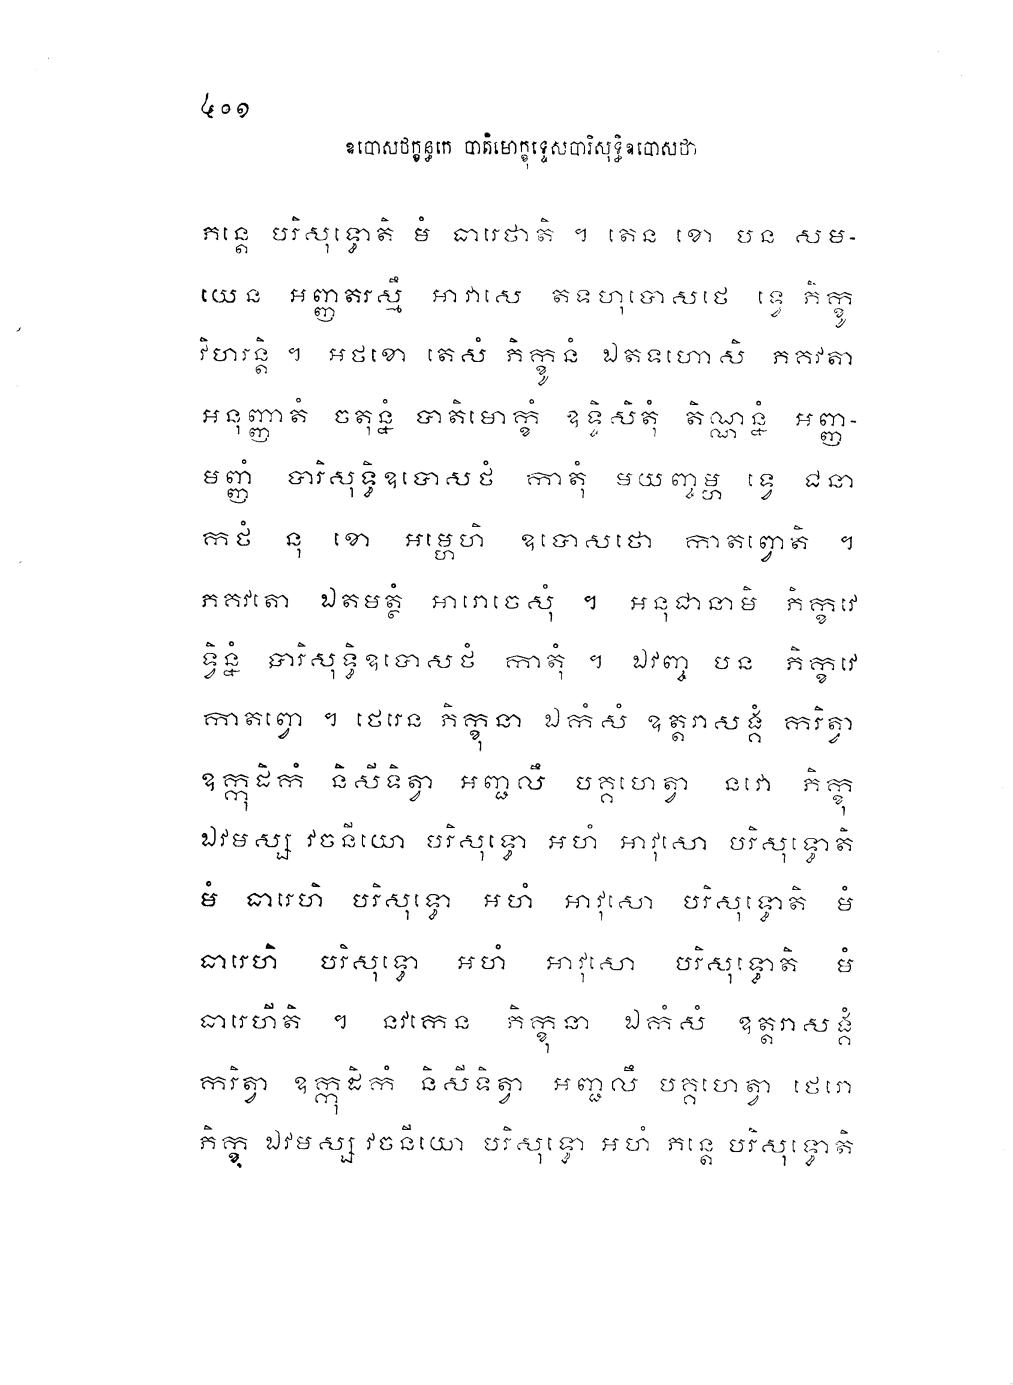 ៤០១
ឧបោសថក្ខន្ធកេ បាតិមោក្ខុទ្ទេសបារិសុទ្ធិឧបោសថា
ភន្តេ បរិសុទ្ធោតិ មំ ធារេថាតិ ។ តេន ខោ បន សម-
យេន អញ្ញតរស្មឹ អាវាសេ តទហុបោសថេ ទ្វេ ភិក្ខូ
វិហរន្តិ ។ អថខោ តេសំ ភិក្ខូនំ ឯតទហោសិ ភគវតា
អនុញ្ញាតំ ចតុន្នំ បាតិមោក្ខំ ឧទ្ទិសិតុំ តិណ្ណន្នំ អញ្ញ-
មញ្ញំ បារិសុទ្ធិឧបោសថំ កាតុំ មយញ្ចម្ហ ទ្វេ ជនា
កថំ នុ ខោ អម្ហេហិ ឧបោសថោ កាតព្វោតិ ។
ភគវតោ ឯតមត្ថំ អារោចេសុំ ។ អនុជានាមិ ភិក្ខវេ
ទ្វិន្នំ បារិសុទ្ធិឧបោសថំ កាតុំ ។ ឯវញ្ច បន ភិក្ខវេ
កាតព្វោ ។ ថេរេន ភិក្ខុនា ឯកំសំ ឧត្តរាសង្គំ ករិត្វា
ឧក្កុដិកំ និសីទិត្វា អញ្ជលឹ បគ្គហេត្វា នវោ ភិក្ខុ
ឯវមស្ស វចនីយោ បរិសុទ្ធោ អហំ អាវុសោ បរិសុទ្ធោតិ
មំ ធារេហិ បរិសុទ្ធោ អហំ អាវុសោ បរិសុទ្ធោតិ មំ
ធារេហិ បរិសុទ្ធោ អហំ អាវុសោ បរិសុទ្ធោតិ មំ
ធារេហីតិ ។ នវកេន ភិក្ខុនា ឯកំសំ ឧត្តរាសង្គំ
ករិត្វា ឧក្កុដិកំ និសីទិត្វា អញ្ជលឹ បគ្គហេត្វា ថេរោ
ភិក្ខុ ឯវមស្ស វចនីយោ បរិសុទ្ធោ អហំ ភន្តេ បរិសុទ្ធោតិ